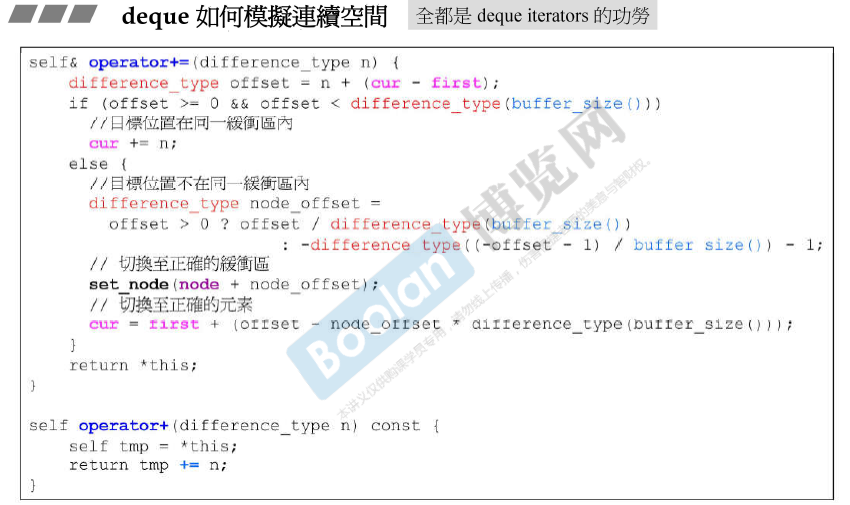 deque 如何模擬連續空間
全都是 deque iterators 的功勞
self& operator+=(difference_type n) {
    difference_type offset = n + (cur - first);
    if (offset >= 0 && offset < difference_type(buffer_size()))
      //目標位置在同一緩衝區內
      cur += n;
    else {
      //目標位置不在同一緩衝區內
      difference_type node_offset =
        offset > 0 ? offset / difference_type(buffer_size())
                         : -difference_type((-offset - 1) / buffer_size()) - 1;
      // 切換至正確的緩衝區
      set_node(node + node_offset);
      // 切換至正確的元素
      cur = first + (offset - node_offset * difference_type(buffer_size()));
    }
    return *this;
}
self operator+(difference_type n) const {
    self tmp = *this;
    return tmp += n;
}
Boolan 博览网